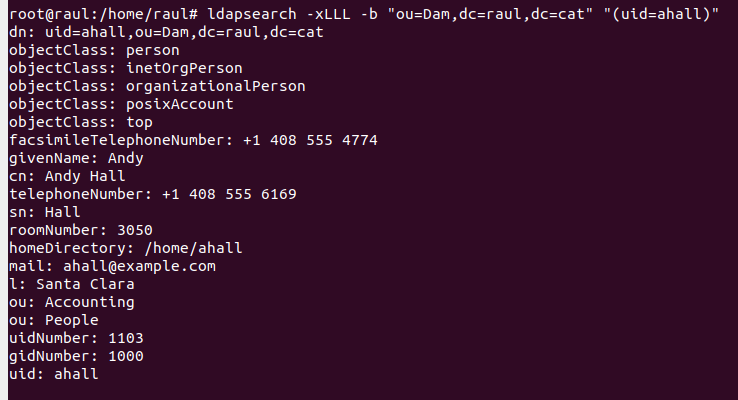 root@raul:/home/raul# ldapsearch -xLLL -b "ou=Dam,dc=raul,dc=cat" "(uid=ahall)"
dn: uid=ahall,ou=Dam,dc=raul,dc=cat
objectClass: person
objectClass: inetOrgPerson
objectClass: organizationalPerson
objectClass: posixAccount
objectClass: top
facsimileTelephoneNumber: +1 408 555 4774
givenName: Andy
cn: Andy Hall
telephoneNumber: +1 408 555 6169
sn: Hall
roomNumber: 3050
homeDirectory: /home/ahall
mail: ahall@example.com
l: Santa Clara
ou: Accounting
ou: People
uidNumber: 1103
gidNumber: 1000
uid: ahall